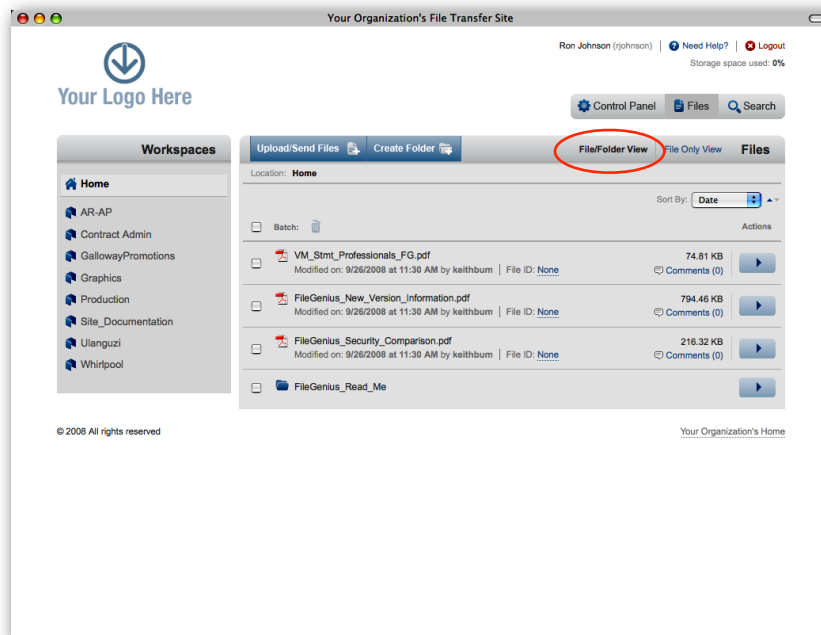 Your Organization's File Transfer Site
Ron Johnson (rjohnson) | Need Help? | Logout
Storage space used: 0%
Your Logo Here
Control Panel Files Search
Workspaces
Home
AR-AP
Contract Admin
GallowayPromotions
Graphics
Production
Site_Documentation
Ulanguzi
Whirlpool
Upload/Send Files Create Folder File/Folder View File Only View Files
Location: Home
Sort By: Date
Batch: Actions
VM_Stmt_Professionals_FG.pdf 74.81 KB
Modified on: 9/26/2008 at 11:30 AM by keithbum | File ID: None Comments (0)
FileGenius_New_Version_Information.pdf 794.46 KB
Modified on: 9/26/2008 at 11:30 AM by keithbum | File ID: None Comments (0)
FileGenius_Security_Comparison.pdf 216.32 KB
Modified on: 9/26/2008 at 11:30 AM by keithbum | File ID: None Comments (0)
FileGenius_Read_Me
© 2008 All rights reserved Your Organization's Home